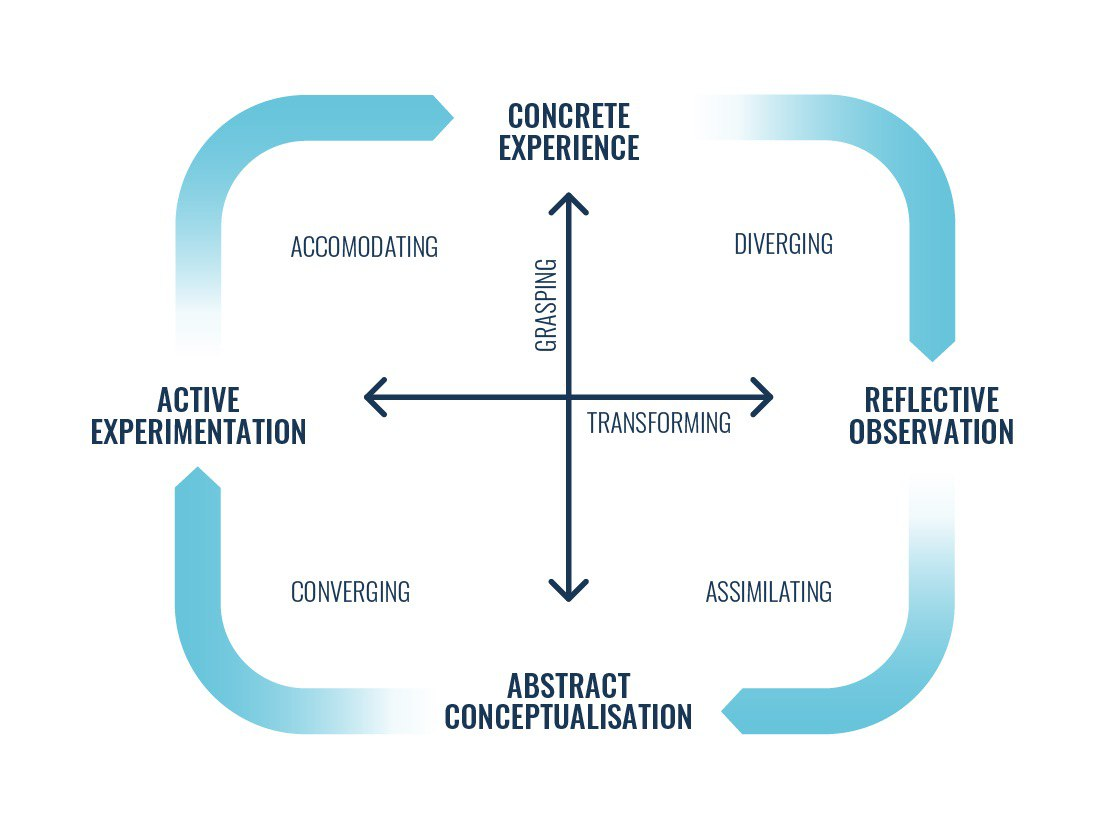 CONCRETE
EXPERIENCE
ACCOMODATING
DIVERGING
GRASPING
ACTIVE
EXPERIMENTATION
REFLECTIVE
OBSERVATION
TRANSFORMING
CONVERGING
ASSIMILATING
ABSTRACT
CONCEPTUALISATION